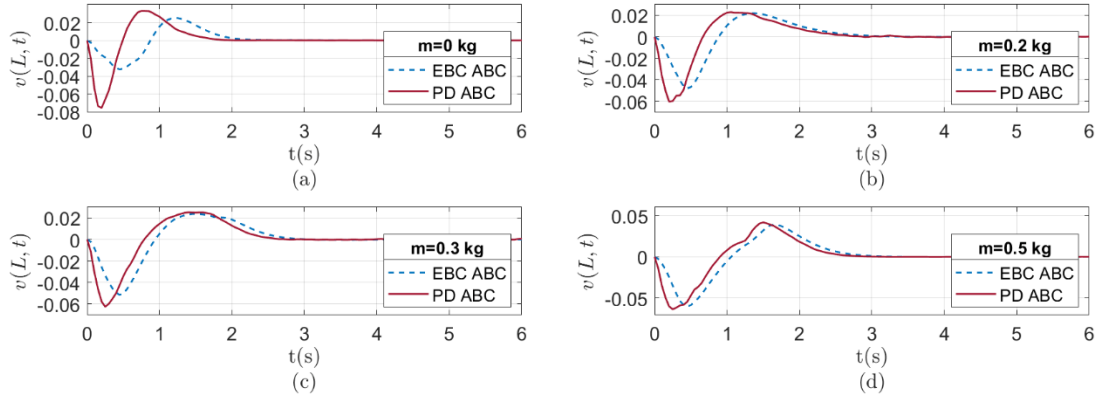 0.02
0
-0.02
-0.04
-0.06
-0.08
v(L, t)
m=0 kg
EBC ABC
PD ABC
0 1 2 3 4 5 6
t(s)
(a)
0.02
0
-0.02
-0.04
-0.06
v(L, t)
m=0.2 kg
EBC ABC
PD ABC
0 1 2 3 4 5 6
t(s)
(b)
0.02
0
-0.02
-0.04
-0.06
v(L, t)
m=0.3 kg
EBC ABC
PD ABC
0 1 2 3 4 5 6
t(s)
(c)
0.05
0
-0.05
v(L, t)
m=0.5 kg
EBC ABC
PD ABC
0 1 2 3 4 5 6
t(s)
(d)